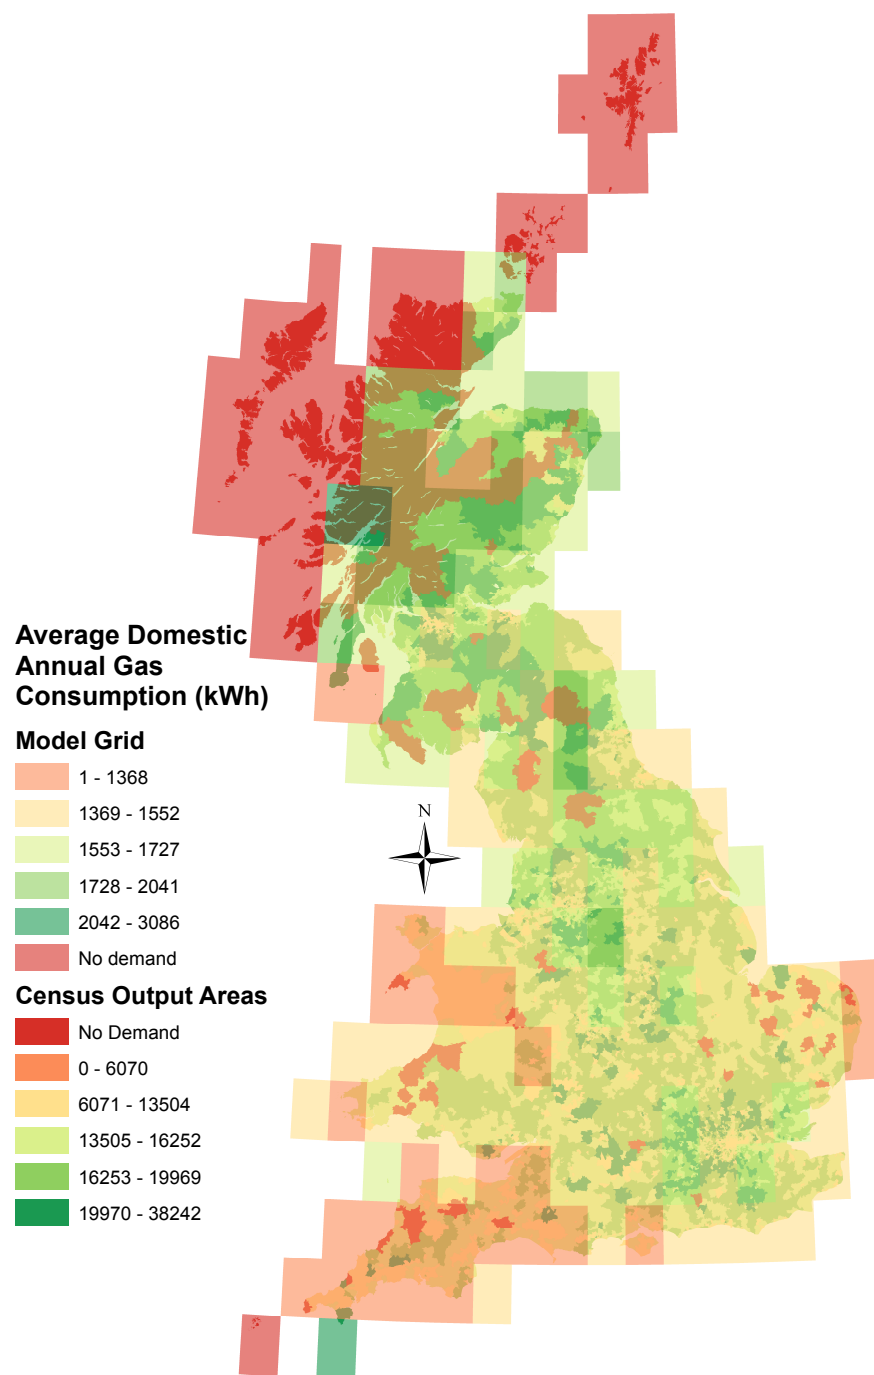 Average Domestic
Annual Gas
Consumption (kWh)
Model Grid
1 - 1368
1369 - 1552
1553 - 1727
1728 - 2041
2042 - 3086
No demand
Census Output Areas
No Demand
0 - 6070
6071 - 13504
13505 - 16252
16253 - 19969
19970 - 38242
N